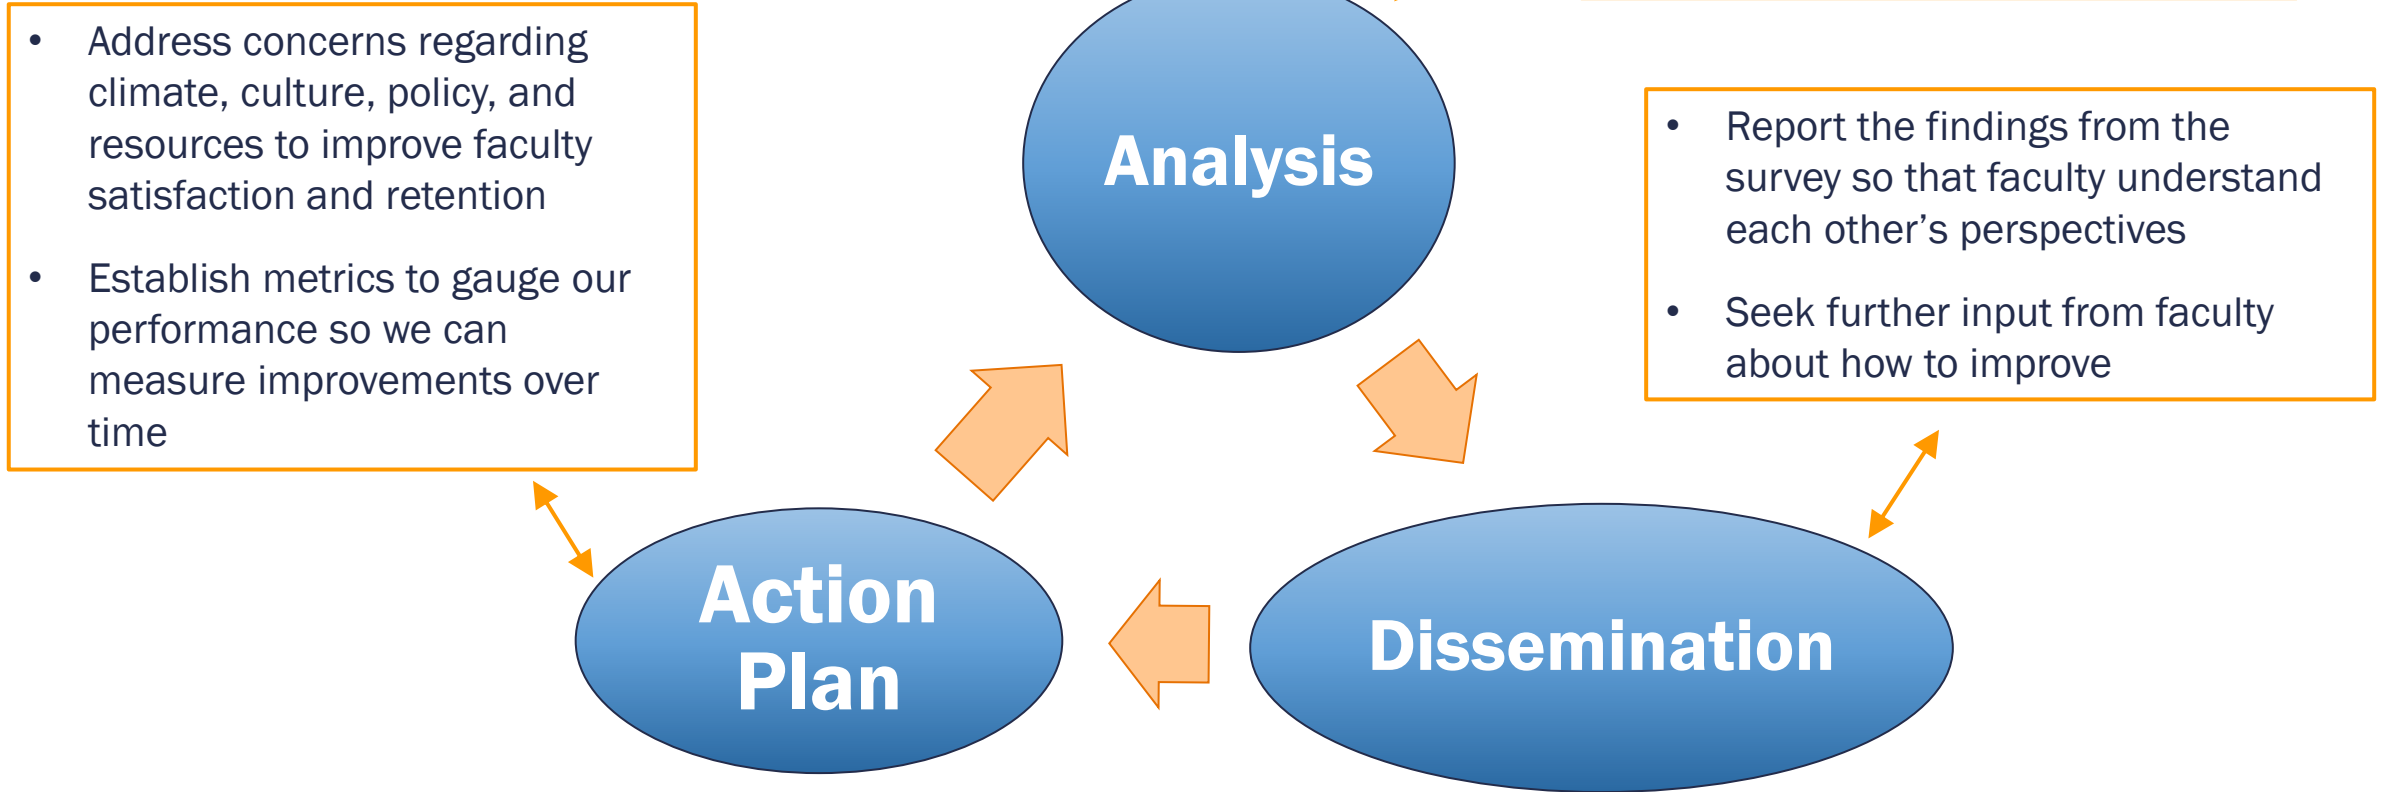 • Address concerns regarding
climate, culture, policy, and
resources to improve faculty
satisfaction and retention
• Establish metrics to gauge our
performance so we can
measure improvements over
time
Analysis
• Report the findings from the
survey so that faculty understand
each other’s perspectives
• Seek further input from faculty
about how to improve
Action
Plan
Dissemination